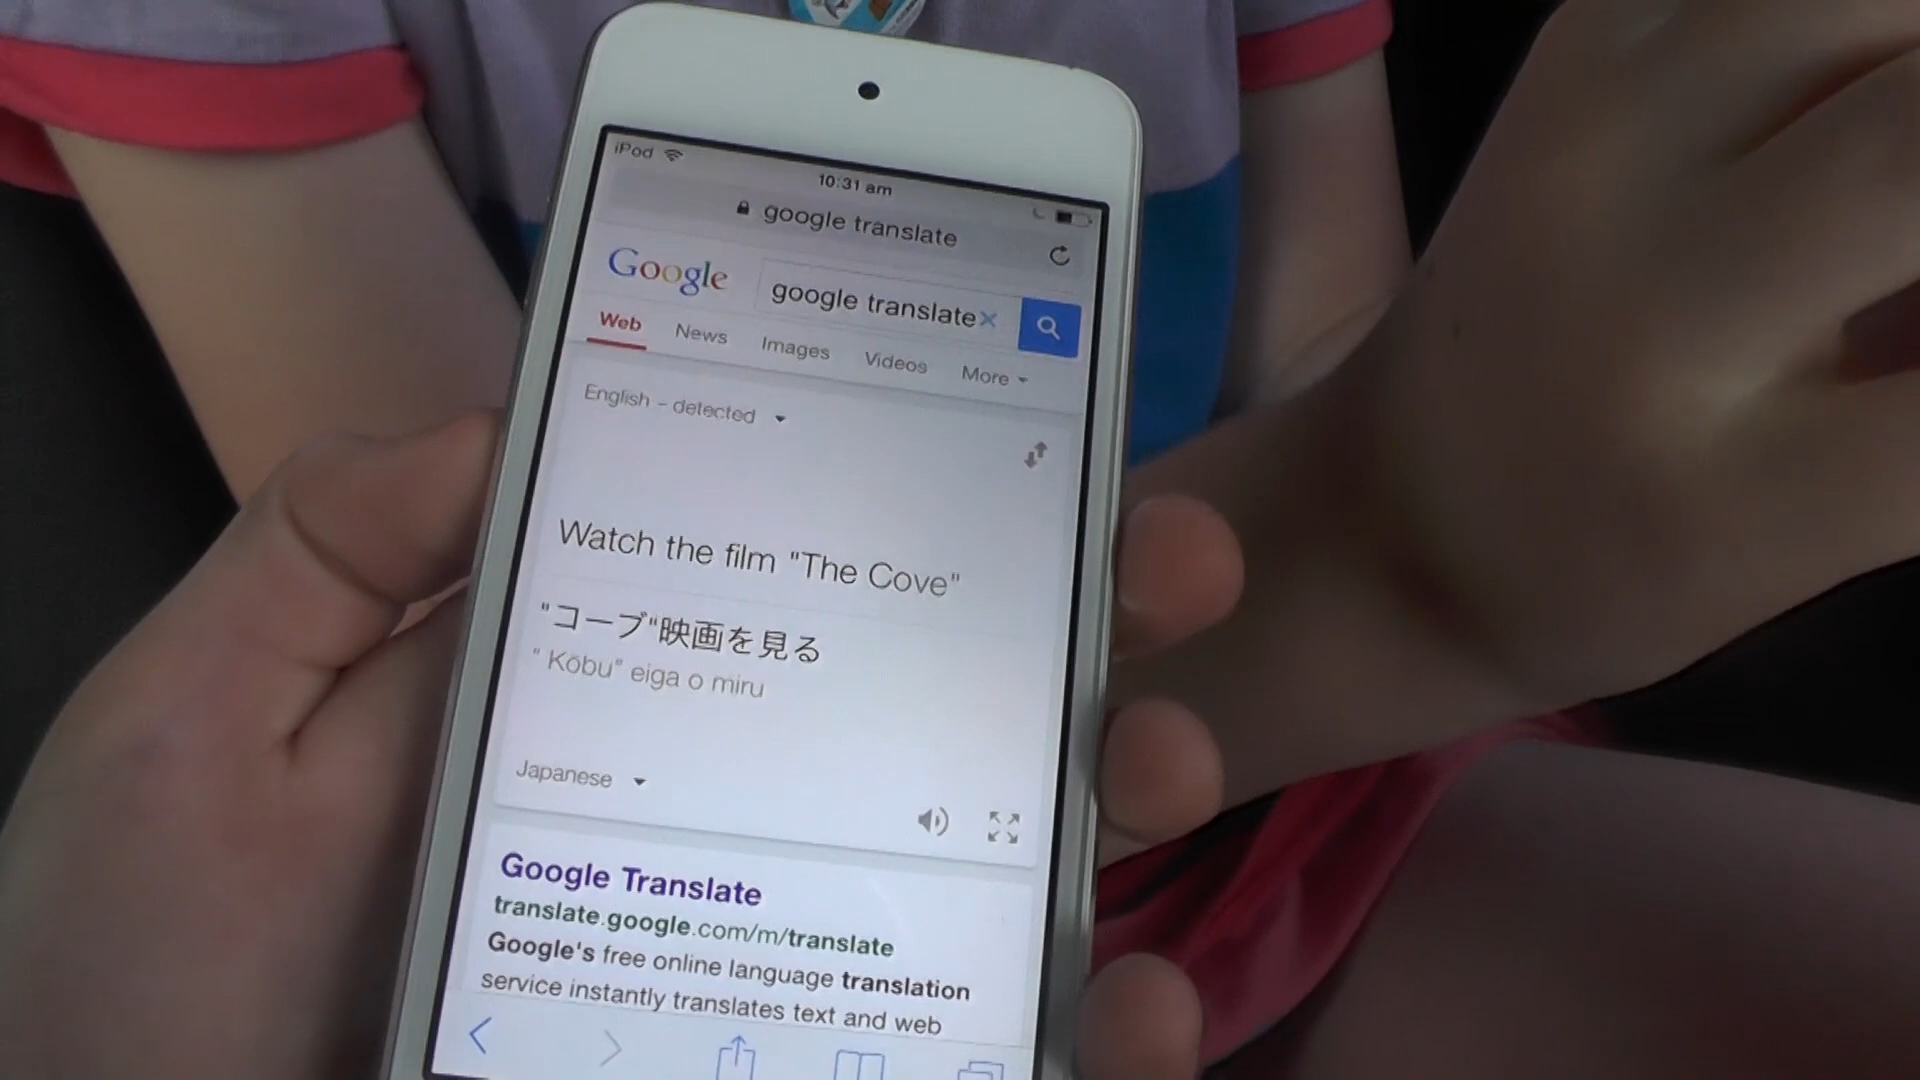 iPod
10:31 am
google translate
Google
google translate
Web News Images Videos More
English - detected
Watch the film "The Cove"
"コーブ"映画を見る
" Kōbu" eiga o miru
Japanese
Google Translate
translate.google.com/m/translate
Google's free online language translation
service instantly translates text and web